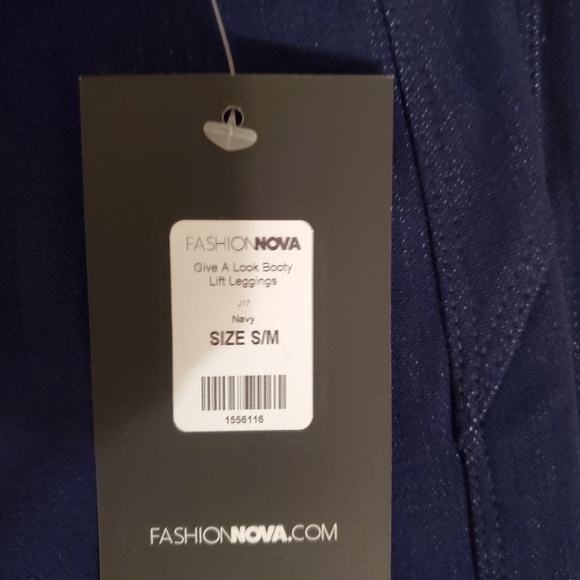 FASHIONNOVA
Give A Look Booty
Lift Leggings
J17
Navy
SIZE S/M
1556116
FASHIONNOVA.COM